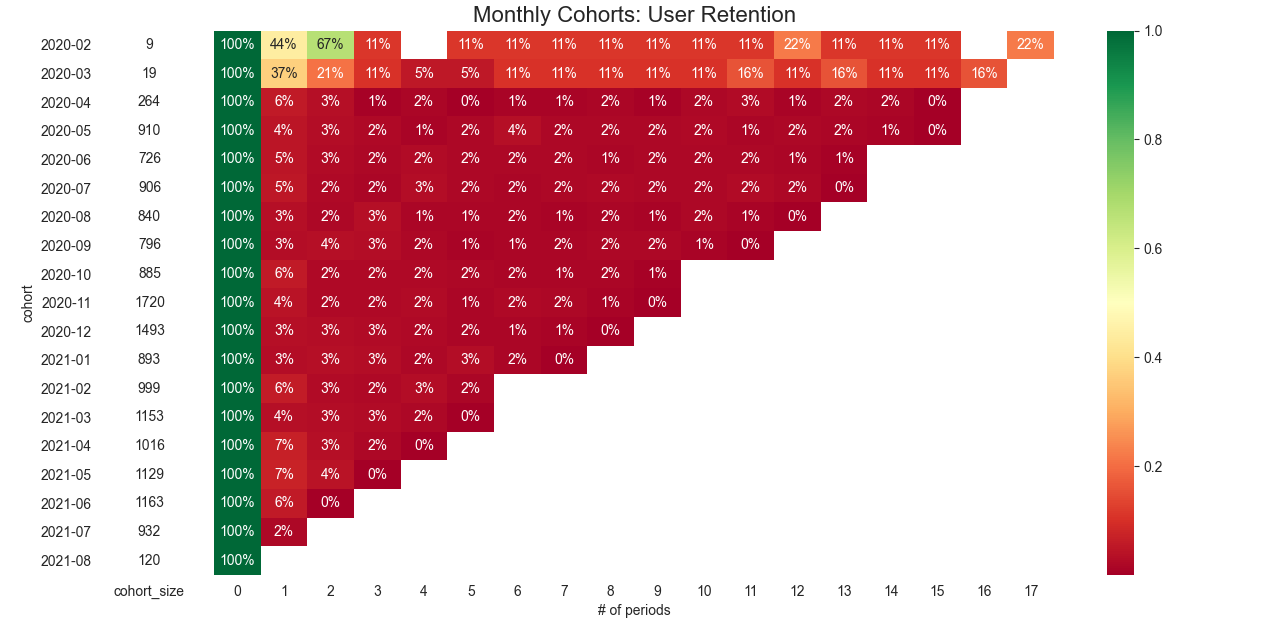 Monthly Cohorts: User Retention
2020-02 9 100% 44% 67% 11% 11% 11% 11% 11% 11% 11% 11% 22% 11% 11% 11% 22%
2020-03 19 100% 37% 21% 11% 5% 5% 11% 11% 11% 11% 11% 16% 11% 16% 11% 11% 16%
2020-04 264 100% 6% 3% 1% 2% 0% 1% 1% 2% 1% 2% 3% 1% 2% 2% 0%
2020-05 910 100% 4% 3% 2% 1% 2% 4% 2% 2% 2% 2% 1% 2% 2% 1% 0%
2020-06 726 100% 5% 3% 2% 2% 2% 2% 2% 1% 2% 2% 2% 1% 1%
2020-07 906 100% 5% 2% 2% 3% 2% 2% 2% 2% 2% 2% 2% 2% 0%
2020-08 840 100% 3% 2% 3% 1% 1% 2% 1% 2% 1% 2% 1% 0%
2020-09 796 100% 3% 4% 3% 2% 1% 1% 2% 2% 2% 1% 0%
2020-10 885 100% 6% 2% 2% 2% 2% 2% 1% 2% 1%
2020-11 1720 100% 4% 2% 2% 2% 1% 2% 2% 1% 0%
2020-12 1493 100% 3% 3% 3% 2% 2% 1% 1% 0%
2021-01 893 100% 3% 3% 3% 2% 3% 2% 0%
2021-02 999 100% 6% 3% 2% 3% 2%
2021-03 1153 100% 4% 3% 3% 2% 0%
2021-04 1016 100% 7% 3% 2% 0%
2021-05 1129 100% 7% 4% 0%
2021-06 1163 100% 6% 0%
2021-07 932 100% 2%
2021-08 120 100%
cohort
cohort_size 0 1 2 3 4 5 6 7 8 9 10 11 12 13 14 15 16 17
# of periods
1.0
0.8
0.6
0.4
0.2